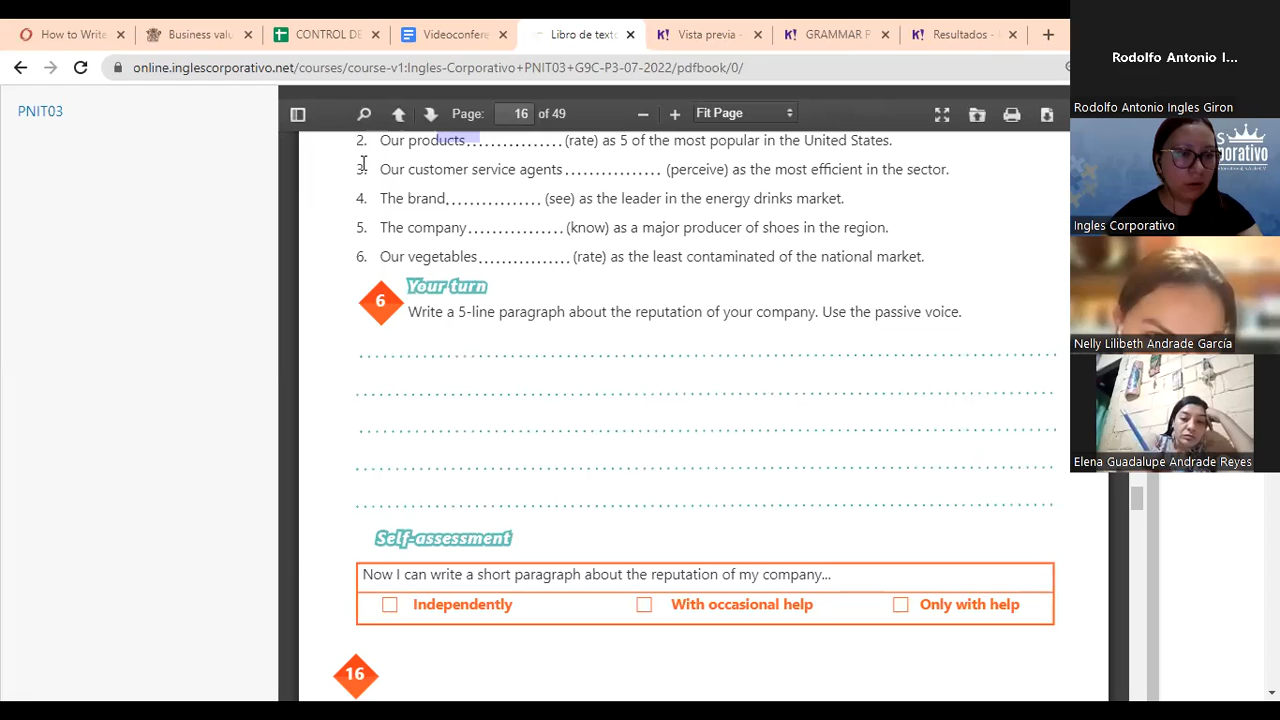 How to Write
Business valu
CONTROL DE
Videoconfere
Libro de texto
K! Vista previa -
K! GRAMMAR P
K! Resultados -
online.inglescorporativo.net/courses/course-v1:Ingles-Corporativo+PNIT03+G9C-P3-07-2022/pdfbook/0/
PNIT03
Page: 16 of 49
Fit Page
2. Our products................(rate) as 5 of the most popular in the United States.
3. Our customer service agents ................ (perceive) as the most efficient in the sector.
4. The brand................ (see) as the leader in the energy drinks market.
5. The company ................ (know) as a major producer of shoes in the region.
6. Our vegetables................ (rate) as the least contaminated of the national market.
6 Your turn
Write a 5-line paragraph about the reputation of your company. Use the passive voice.
Self-assessment
Now I can write a short paragraph about the reputation of my company...
Independently
With occasional help
Only with help
16
Rodolfo Antonio I...
Rodolfo Antonio Ingles Giron
S
rporativo
Ingles Corporativo
Nelly Lilibeth Andrade García
Elena Guadalupe Andrade Reyes